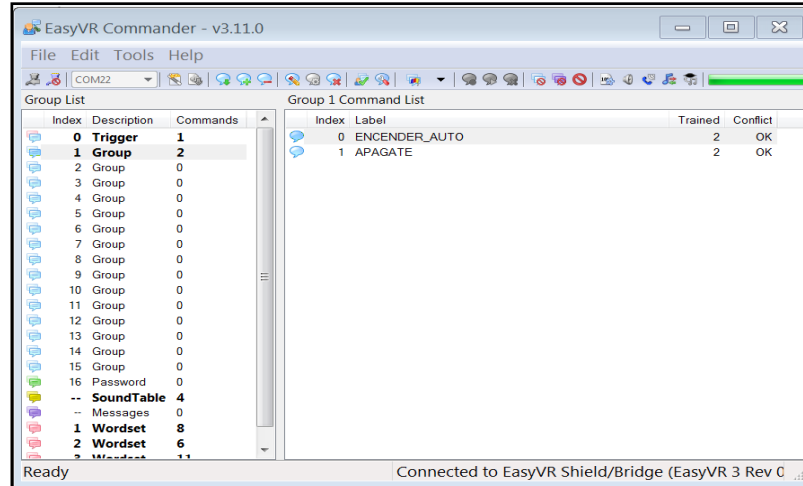 EasyVR Commander - v3.11.0
File Edit Tools Help
COM22
Group List
Index Description Commands
0 Trigger 1
1 Group 2
2 Group 0
3 Group 0
4 Group 0
5 Group 0
6 Group 0
7 Group 0
8 Group 0
9 Group 0
10 Group 0
11 Group 0
12 Group 0
13 Group 0
14 Group 0
15 Group 0
16 Password 0
-- SoundTable 4
-- Messages 0
1 Wordset 8
2 Wordset 6
3 Wordset 11
Group 1 Command List
Index Label Trained Conflict
0 ENCENDER_AUTO 2 OK
1 APAGATE 2 OK
Ready Connected to EasyVR Shield/Bridge (EasyVR 3 Rev 0